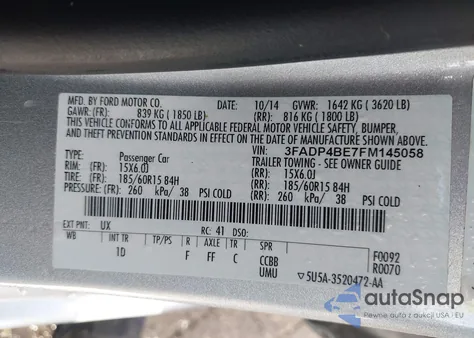 MFD. BY FORD MOTOR CO. 10/14 GVWR: 1642 KG ( 3620 LB)
GAWR: (FR): 839 KG ( 1850 LB) (RR): 816 KG ( 1800 LB)
THIS VEHICLE CONFORMS TO ALL APPLICABLE FEDERAL MOTOR VEHICLE SAFETY, BUMPER,
AND THEFT PREVENTION STANDARDS IN EFFECT ON THE DATE OF MANUFACTURE SHOWN ABOVE.
VIN: 3FADP4BE7FM145058
TYPE: Passenger Car TRAILER TOWING - SEE OWNER GUIDE
RIM: (FR): 15X6.0J (RR): 15X6.0J
TIRE: (FR): 185/60R15 84H (RR): 185/60R15 84H
PRESSURE: (FR): 260 kPa/ 38 PSI COLD (RR): 260 kPa/ 38 PSI COLD
EXT PNT: UX RC: 41 DSO: F0092
WB INT TR TP/PS R AXLE TR SPR R0070
1D F FF C CCBB
UMU ▽5U5A-3520472-AA
autoSnap
Pewne auto z aukcji USA i EU